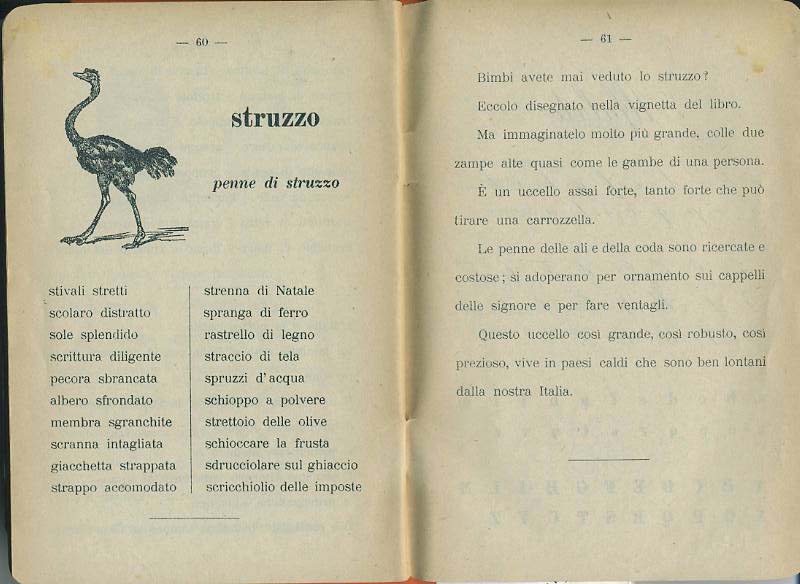 — 60 —
struzzo
penne di struzzo
stivali stretti
scolaro distratto
sole splendido
scrittura diligente
pecora sbrancata
albero sfrondato
membra sgranchite
scranna intagliata
giacchetta strappata
strappo accomodato
strenna di Natale
spranga di ferro
rastrello di legno
straccio di tela
spruzzi d'acqua
schioppo a polvere
strettoio delle olive
schioccare la frusta
sdrucciolare sul ghiaccio
scricchiolio delle imposte
— 61 —
Bimbi avete mai veduto lo struzzo?
Eccolo disegnato nella vignetta del libro.
Ma immaginatelo molto più grande, colle due
zampe alte quasi come le gambe di una persona.
È un uccello assai forte, tanto forte che può
tirare una carrozzella.
Le penne delle ali e della coda sono ricercate e
costose; si adoperano per ornamento sui cappelli
delle signore e per fare ventagli.
Questo uccello così grande, così robusto, così
prezioso, vive in paesi caldi che sono ben lontani
dalla nostra Italia.